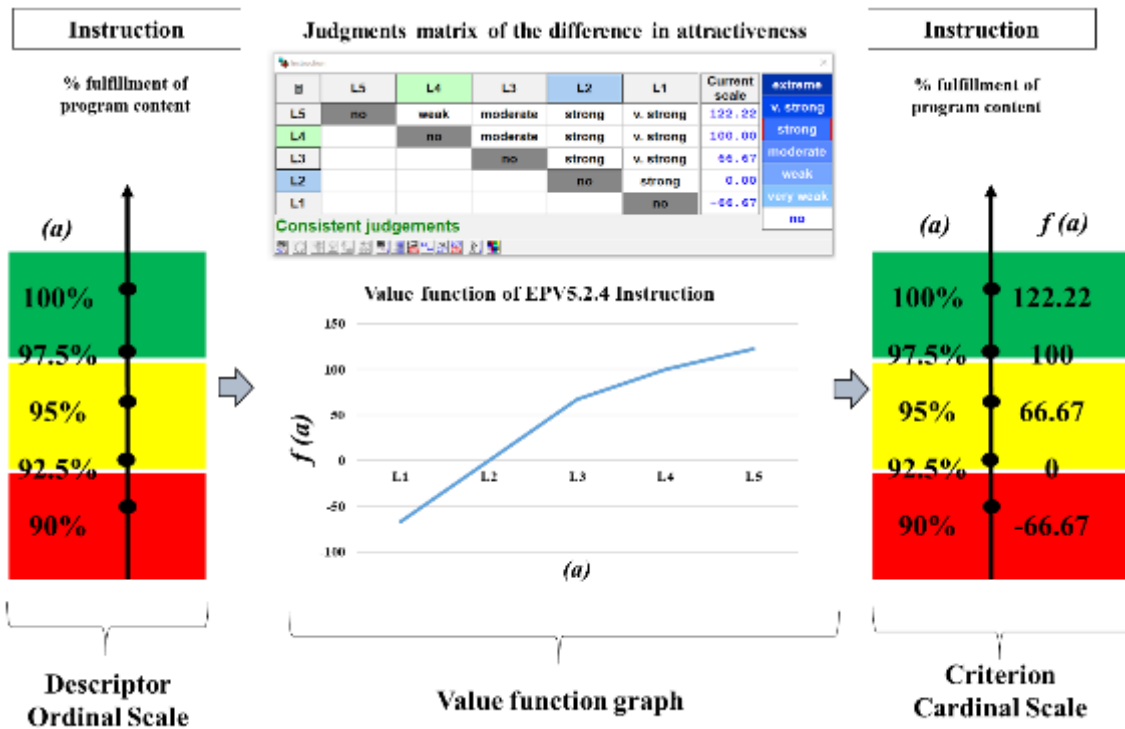 Instruction
Judgments matrix of the difference in attractiveness
Instruction
% fulfillment of
program content
% fulfillment of
program content
Instruction
L5 L4 L3 L2 L1 Current scale extreme
L5 no weak moderate strong v. strong 122.22 v. strong
L4 no moderate strong v. strong 100.00 strong
L3 no strong v. strong 66.67 moderate
L2 no strong 0.00 weak
L1 no -66.67 very weak
no
Consistent judgements
(a)
100%
97.5%
95%
92.5%
90%
Value function of EPV5.2.4 Instruction
150
100
50
0
-50
100
f (a)
L1 L2 L3 L4 L5
(a)
(a) f (a)
100% 122.22
97.5% 100
95% 66.67
92.5% 0
90% -66.67
Descriptor
Ordinal Scale
Value function graph
Criterion
Cardinal Scale